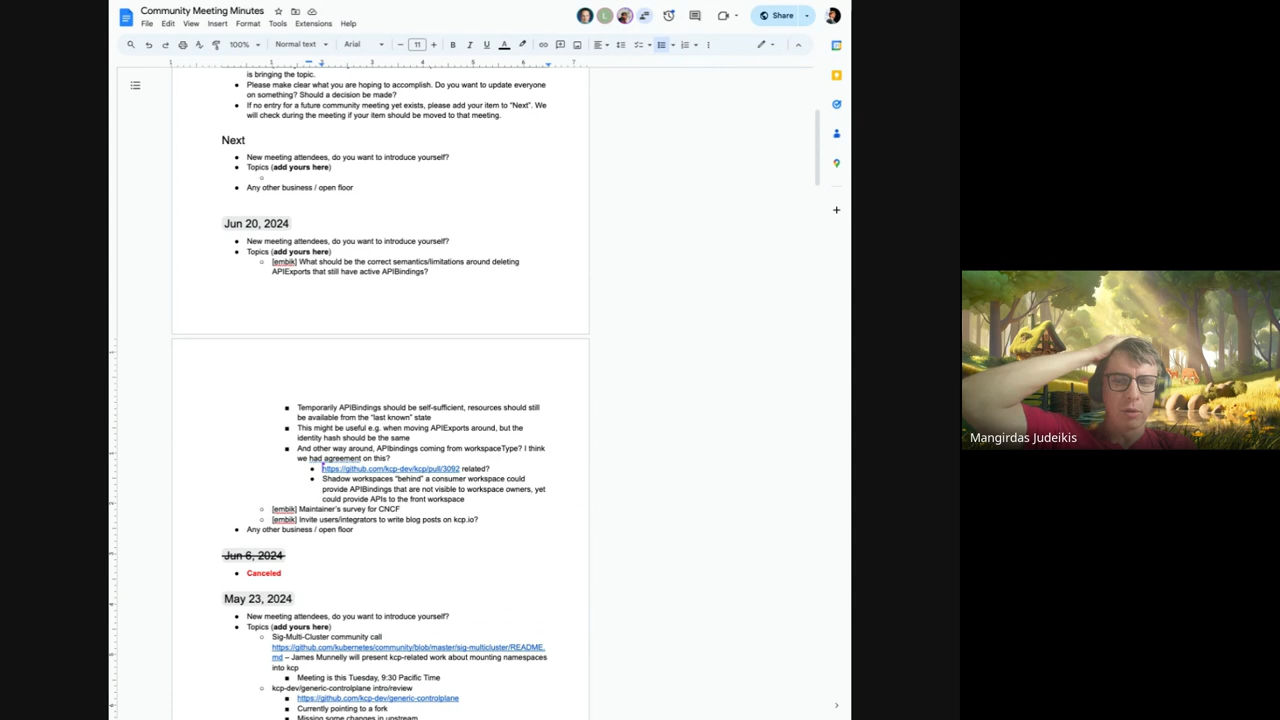 Community Meeting Minutes
File Edit View Insert Format Tools Extensions Help
Share
100% Normal text Arial 11
1 1 2 3 4 5 6 7
is bringing the topic.
Please make clear what you are hoping to accomplish. Do you want to update everyone
on something? Should a decision be made?
If no entry for a future community meeting yet exists, please add your item to “Next”. We
will check during the meeting if your item should be moved to that meeting.
Next
New meeting attendees, do you want to introduce yourself?
Topics (add yours here)
Any other business / open floor
Jun 20, 2024
New meeting attendees, do you want to introduce yourself?
Topics (add yours here)
[embik] What should be the correct semantics/limitations around deleting
APIExports that still have active APIBindings?
Temporarily APIBindings should be self-sufficient, resources should still
be available from the “last known” state
This might be useful e.g. when moving APIExports around, but the
identity hash should be the same
And other way around, APIbindings coming from workspaceType? I think
we had agreement on this?
https://github.com/kcp-dev/kcp/pull/3092 related?
Shadow workspaces “behind” a consumer workspace could
provide APIBindings that are not visible to workspace owners, yet
could provide APIs to the front workspace
[embik] Maintainer’s survey for CNCF
[embik] Invite users/integrators to write blog posts on kcp.io?
Any other business / open floor
Jun 6, 2024
Canceled
May 23, 2024
New meeting attendees, do you want to introduce yourself?
Topics (add yours here)
Sig-Multi-Cluster community call
https://github.com/kubernetes/community/blob/master/sig-multicluster/README.
md – James Munnelly will present kcp-related work about mounting namespaces
into kcp
Meeting is this Tuesday, 9:30 Pacific Time
kcp-dev/generic-controlplane intro/review
https://github.com/kcp-dev/generic-controlplane
Currently pointing to a fork
Missing some changes in upstream
Mangirdas Judeikis